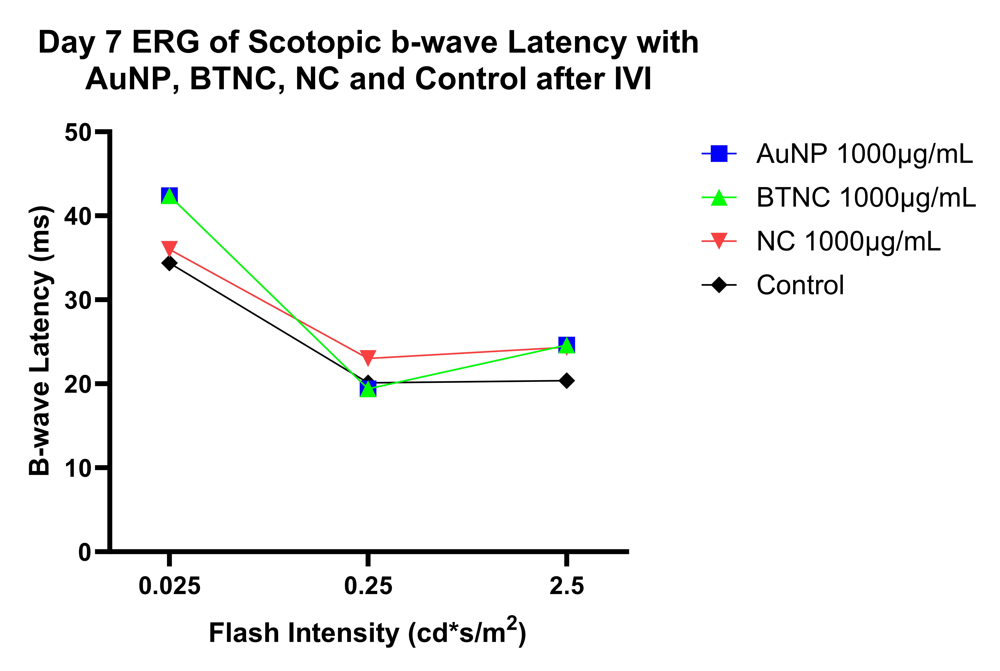 Day 7 ERG of Scotopic b-wave Latency with
AuNP, BTNC, NC and Control after IVI
B-wave Latency (ms)
50
40
30
20
10
0
0.025
0.25
2.5
Flash Intensity (cd*s/m²)
AuNP 1000µg/mL
BTNC 1000µg/mL
NC 1000µg/mL
Control